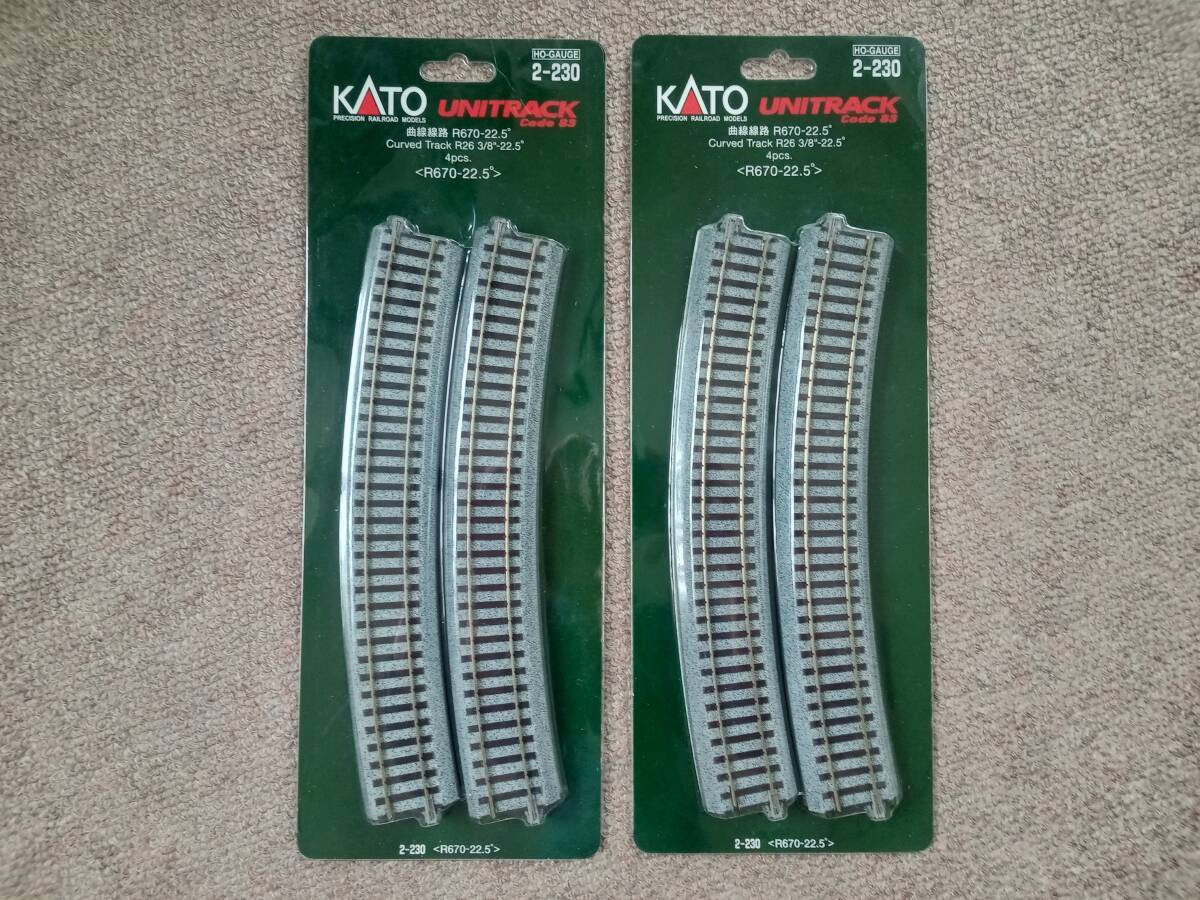 HO-GAUGE
2-230
KATO UNITRACK
PRECISION RAILROAD MODELS Code 83
曲線線路 R670-22.5°
Curved Track R26 3/8"-22.5°
4pcs.
<R670-22.5°>
2-230 <R670-22.5°>
HO-GAUGE
2-230
KATO UNITRACK
PRECISION RAILROAD MODELS Code 83
曲線線路 R670-22.5°
Curved Track R26 3/8"-22.5°
4pcs.
<R670-22.5°>
2-230 <R670-22.5°>